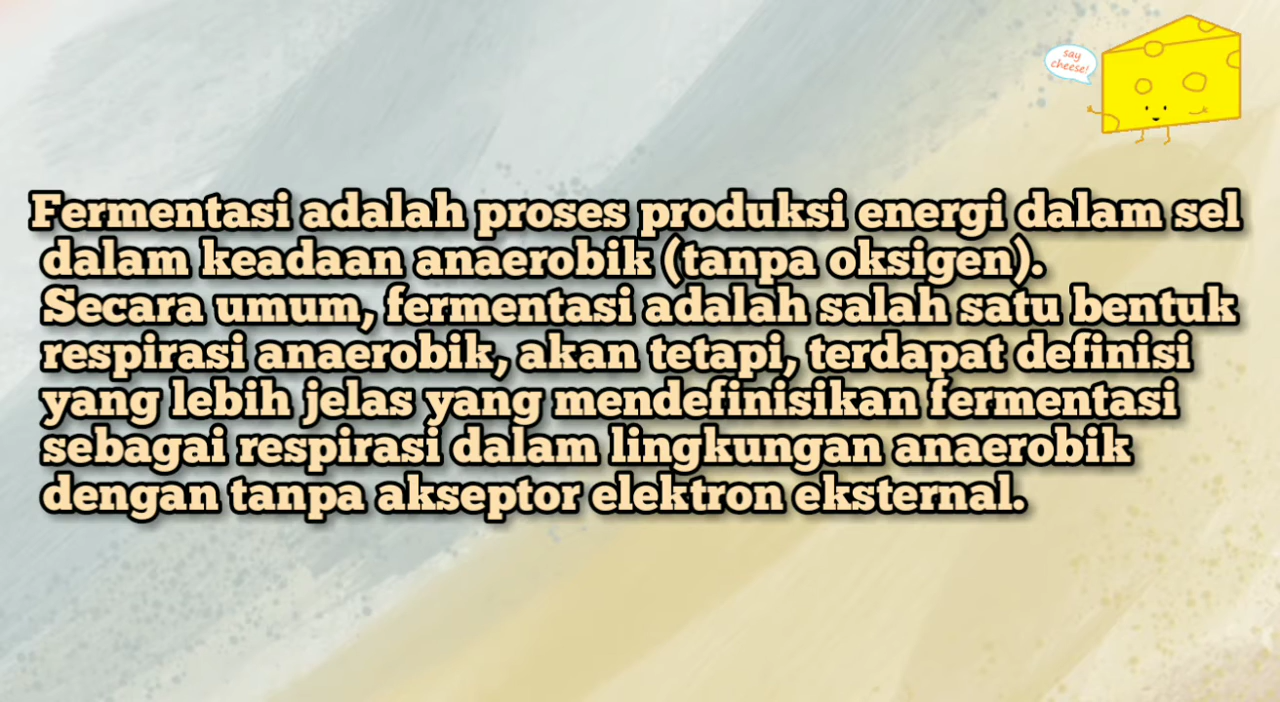 say
cheese!
Fermentasi adalah proses produksi energi dalam sel
dalam keadaan anaerobik (tanpa oksigen).
Secara umum, fermentasi adalah salah satu bentuk
respirasi anaerobik, akan tetapi, terdapat definisi
yang lebih jelas yang mendefinisikan fermentasi
sebagai respirasi dalam lingkungan anaerobik
dengan tanpa akseptor elektron eksternal.